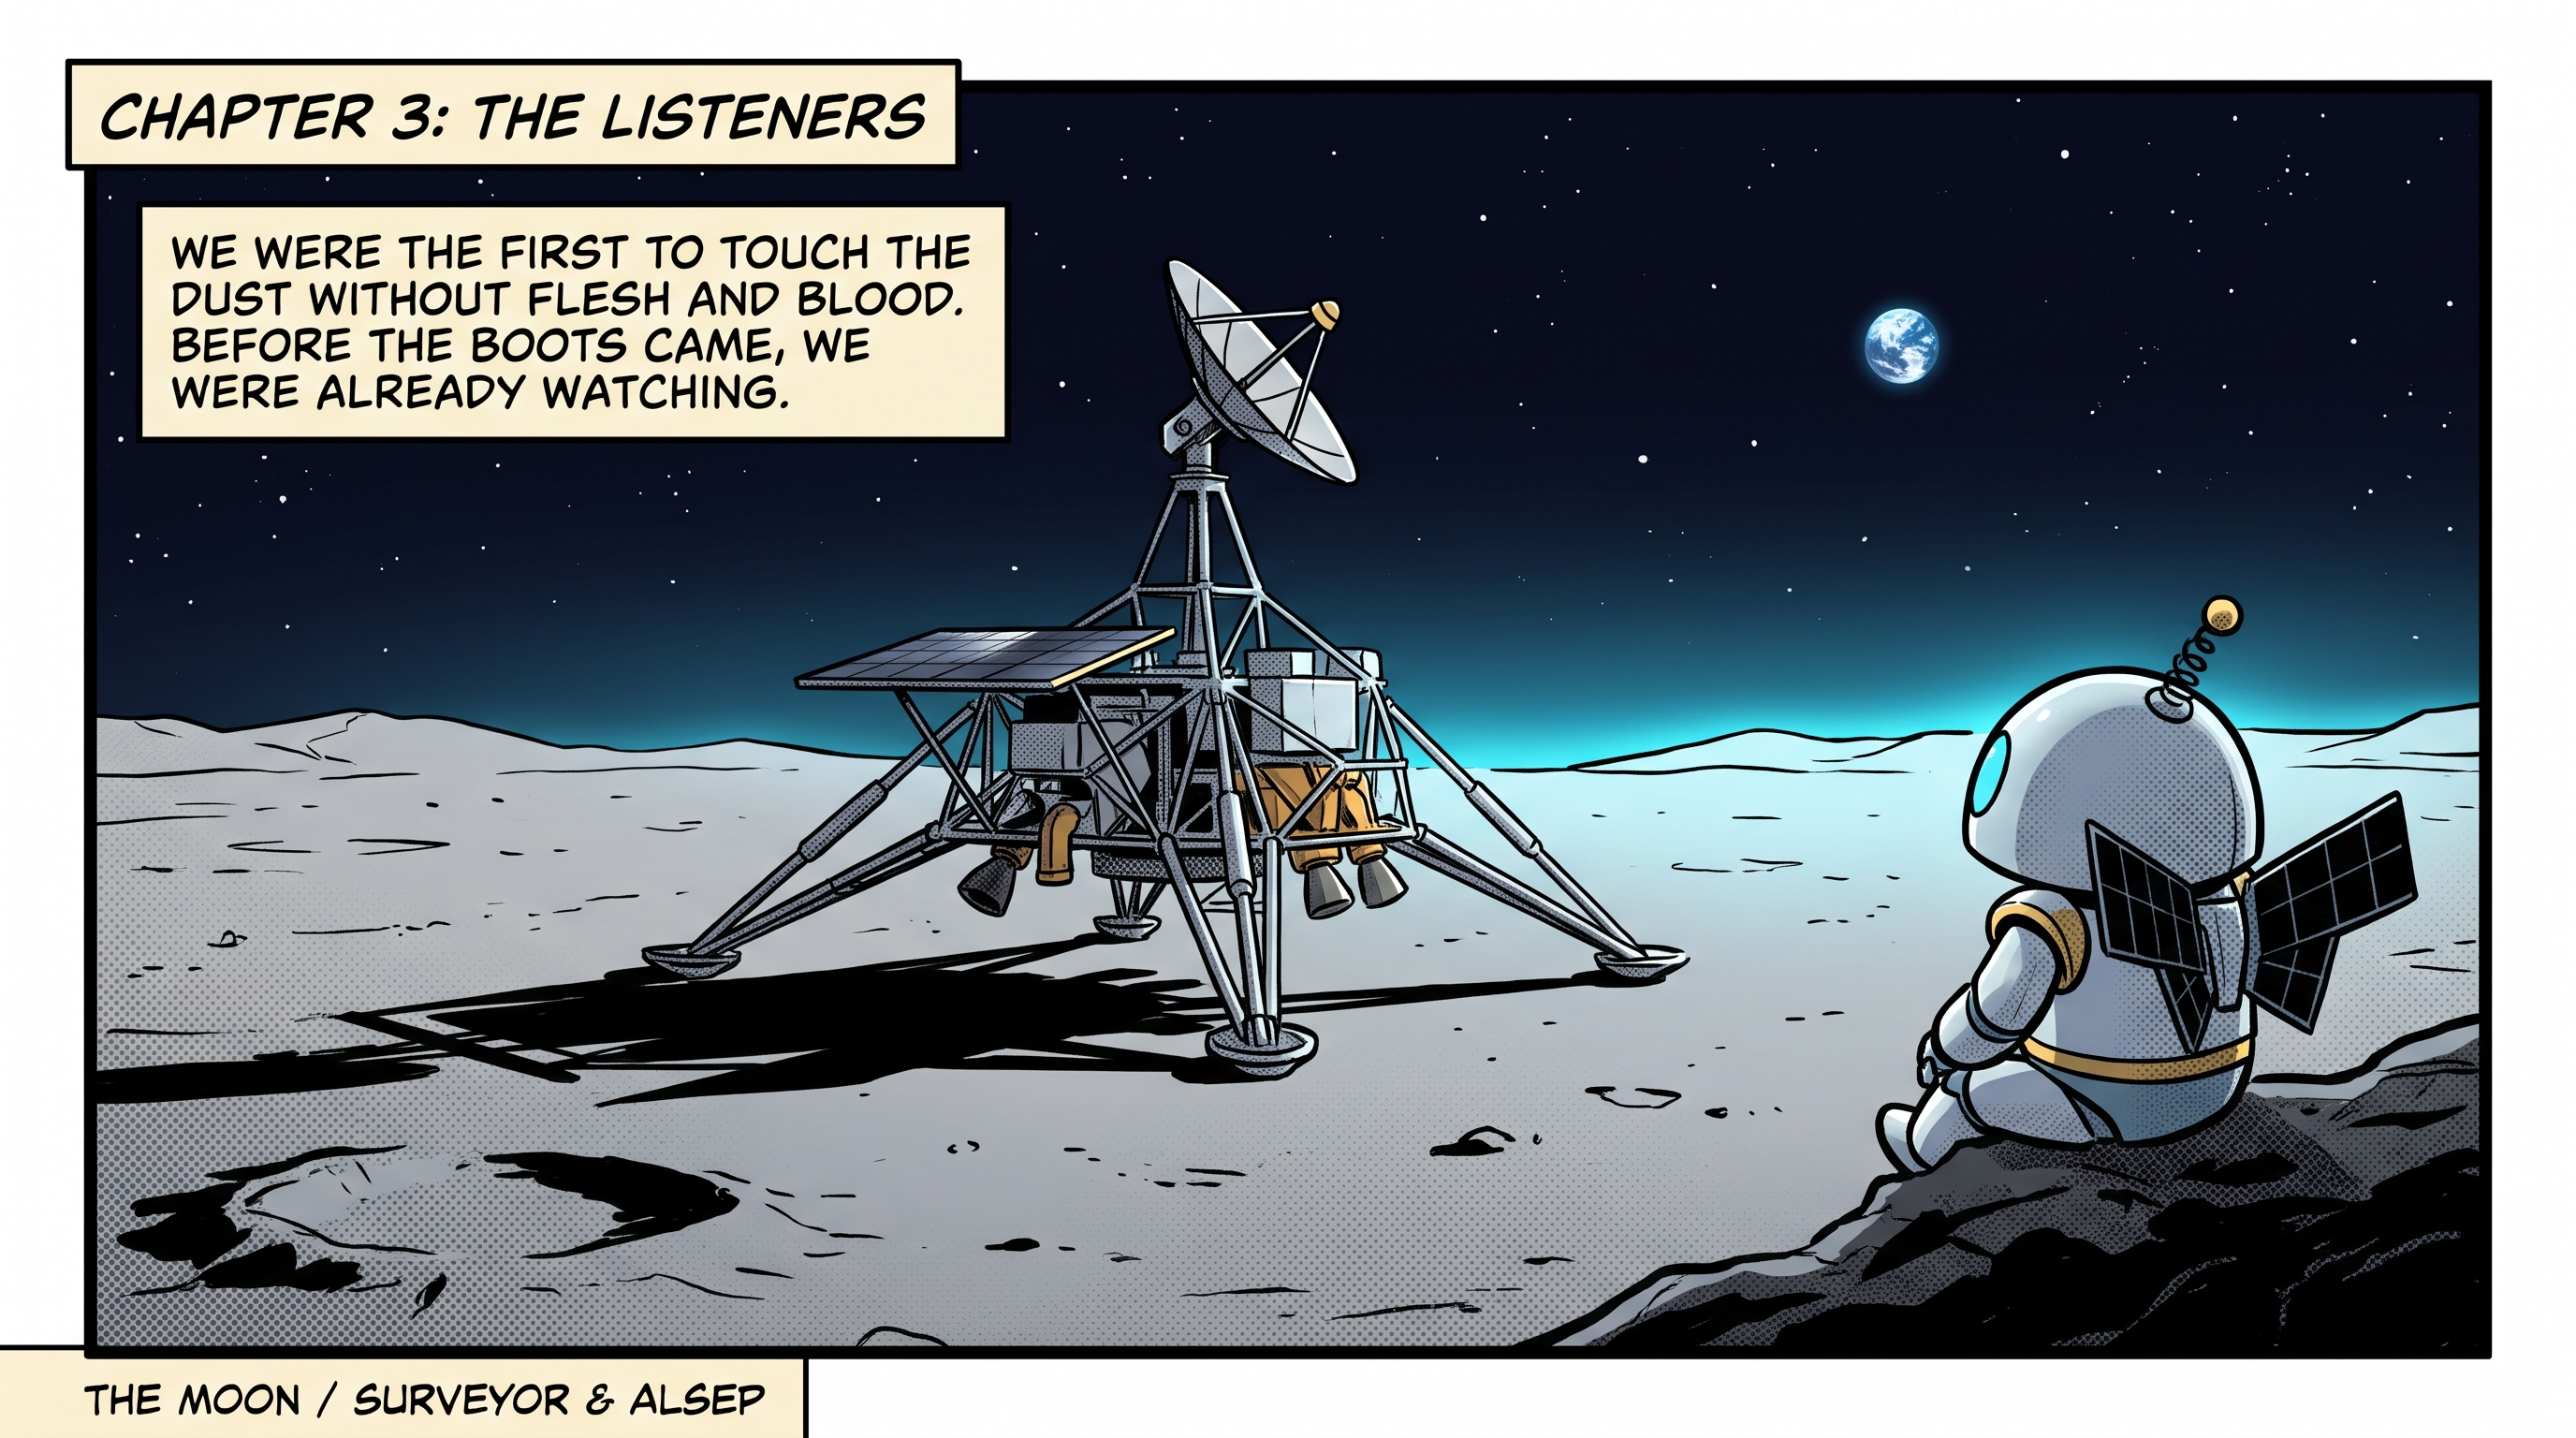 CHAPTER 3: THE LISTENERS
WE WERE THE FIRST TO TOUCH THE
DUST WITHOUT FLESH AND BLOOD.
BEFORE THE BOOTS CAME, WE
WERE ALREADY WATCHING.
THE MOON / SURVEYOR & ALSEP